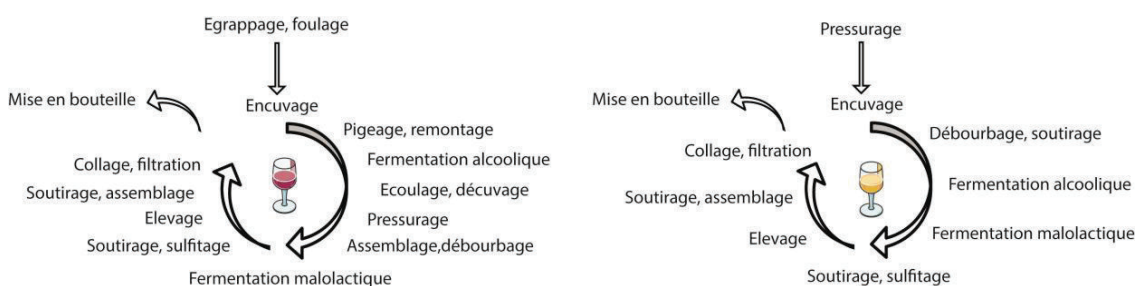 Egrappage, foulage
Encuvage
Pigeage, remontage
Fermentation alcoolique
Ecoulage, décuvage
Pressurage
Assemblage,débourbage
Fermentation malolactique
Soutirage, sulfitage
Elevage
Soutirage, assemblage
Collage, filtration
Mise en bouteille
Pressurage
Encuvage
Débourbage, soutirage
Fermentation alcoolique
Fermentation malolactique
Soutirage, sulfitage
Elevage
Soutirage, assemblage
Collage, filtration
Mise en bouteille